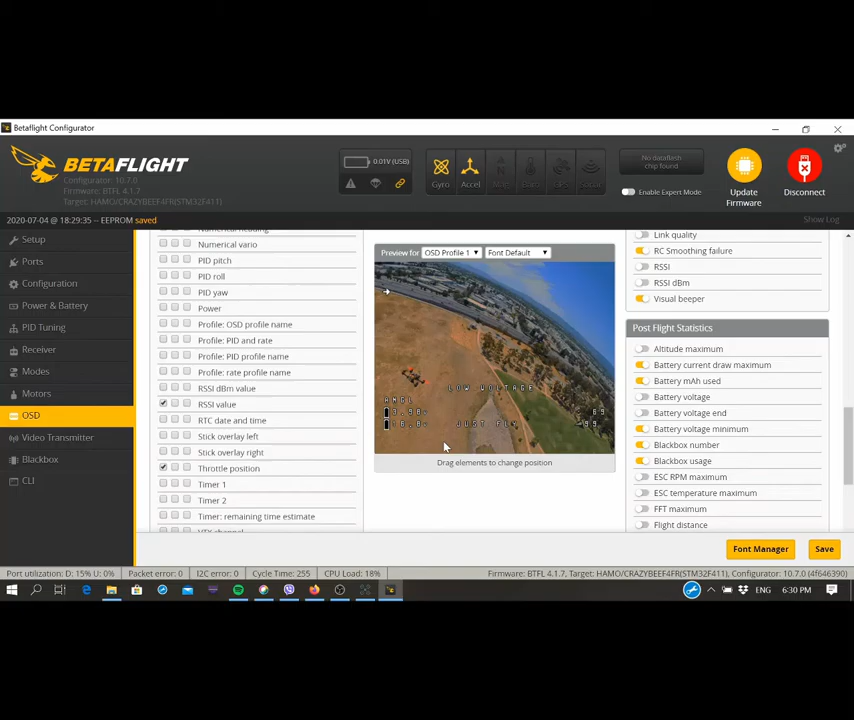 Betaflight Configurator
BETAFLIGHT
Configurator: 10.7.0
Firmware: BTFL 4.1.7
Target: HAMO/CRAZYBEEF4FR(STM32F411)
0.01V (USB)
Gyro
Accel
Mag
Baro
GPS
Sonar
No dataflash
chip found
Enable Expert Mode
Update
Firmware
Disconnect
2020-07-04 @ 18:29:35 -- EEPROM saved
Show Log
Setup
Ports
Configuration
Power & Battery
PID Tuning
Receiver
Modes
Motors
OSD
Video Transmitter
Blackbox
CLI
Numerical heading
Numerical vario
PID pitch
PID roll
PID yaw
Power
Profile: OSD profile name
Profile: PID and rate
Profile: PID profile name
Profile: rate profile name
RSSI dBm value
RSSI value
RTC date and time
Stick overlay left
Stick overlay right
Throttle position
Timer 1
Timer 2
Timer: remaining time estimate
VTX channel
Preview for
OSD Profile 1
Font Default
LOW VOLTAGE
ANGL
69
JUST FLY
Drag elements to change position
Link quality
RC Smoothing failure
RSSI
RSSI dBm
Visual beeper
Post Flight Statistics
Altitude maximum
Battery current draw maximum
Battery mAh used
Battery voltage
Battery voltage end
Battery voltage minimum
Blackbox number
Blackbox usage
ESC RPM maximum
ESC temperature maximum
FFT maximum
Flight distance
Font Manager
Save
Port utilization: D: 15% U: 0%
Packet error: 0
I2C error: 0
Cycle Time: 255
CPU Load: 18%
Firmware: BTFL 4.1.7, Target: HAMO/CRAZYBEEF4FR(STM32F411), Configurator: 10.7.0 (4f646390)
ENG
6:30 PM